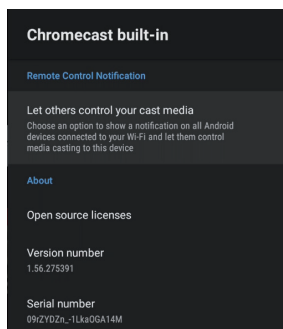 Chromecast built-in
Remote Control Notification
Let others control your cast media
Choose an option to show a notification on all Android
devices connected to your Wi-Fi and let them control
media casting to this device
About
Open source licenses
Version number
1.56.275391
Serial number
09rZYDZn_-1LkaOGA14M